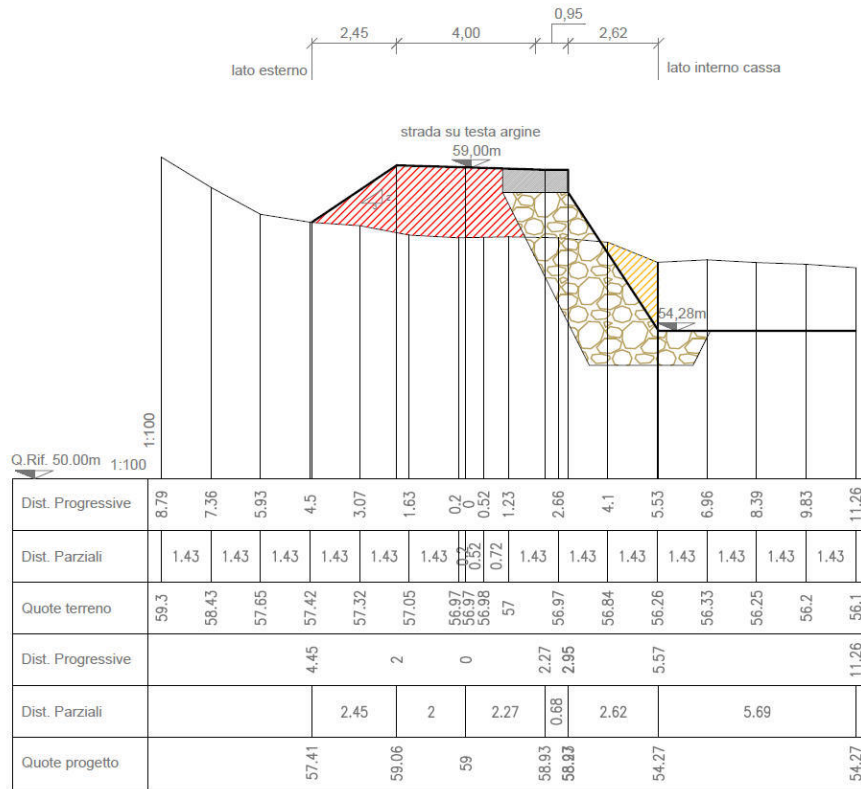 0,95
2,45 4,00 2,62
lato esterno lato interno cassa
strada su testa argine
59,00m
54,28m
1:100
Q.Rif. 50.00m 1:100
Dist. Progressive 8.79 7.36 5.93 4.5 3.07 1.63 0.2 0 0.52 1.23 2.66 4.1 5.53 6.96 8.39 9.83 11.26
Dist. Parziali 1.43 1.43 1.43 1.43 1.43 1.43 0.2 0.52 0.72 1.43 1.43 1.43 1.43 1.43 1.43 1.43
Quote terreno 59.3 58.43 57.65 57.42 57.32 57.05 56.97 56.97 56.98 57 56.97 56.84 56.26 56.33 56.25 56.2 56.1
Dist. Progressive 4.45 2 0 2.27 2.95 5.57 11.26
Dist. Parziali 2.45 2 2.27 0.68 2.62 5.69
Quote progetto 57.41 59.06 59 58.93 54.27 54.27